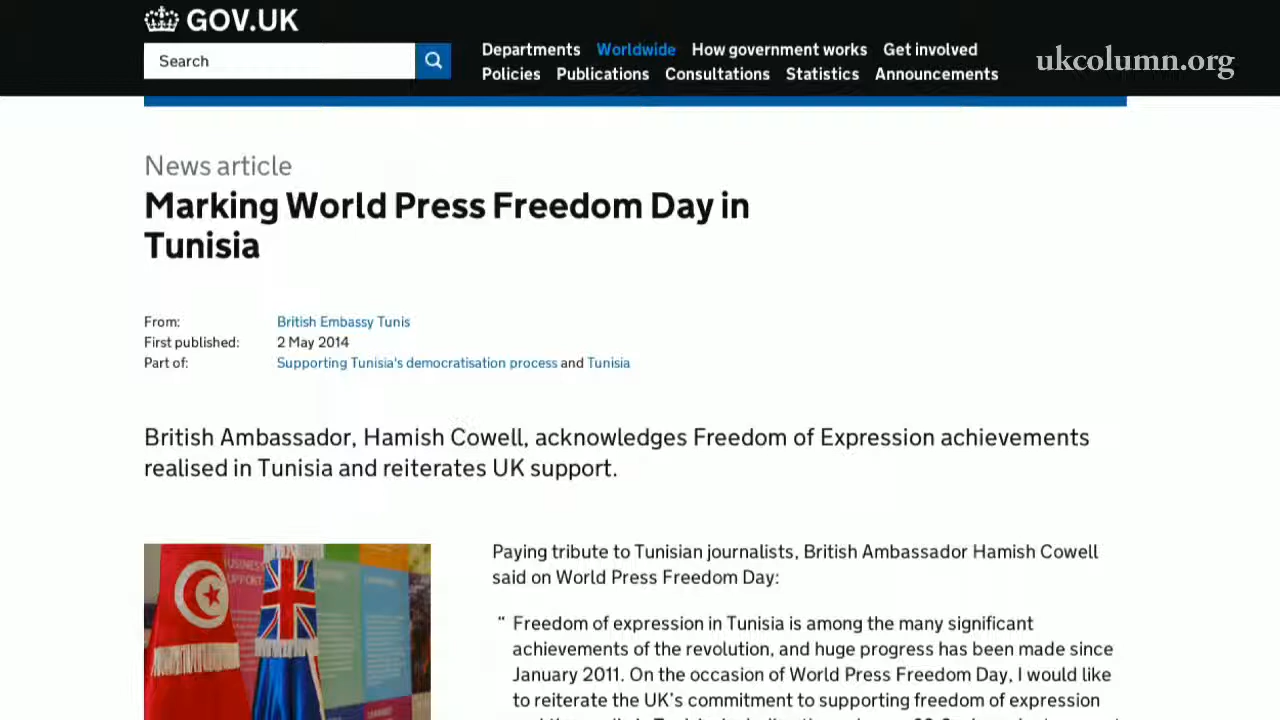 GOV.UK
Search
Departments Worldwide How government works Get involved
Policies Publications Consultations Statistics Announcements
ukcolumn.org
News article
Marking World Press Freedom Day in
Tunisia
From: British Embassy Tunis
First published: 2 May 2014
Part of: Supporting Tunisia's democratisation process and Tunisia
British Ambassador, Hamish Cowell, acknowledges Freedom of Expression achievements
realised in Tunisia and reiterates UK support.
BUSINESS
SUPPORT
Paying tribute to Tunisian journalists, British Ambassador Hamish Cowell
said on World Press Freedom Day:
“ Freedom of expression in Tunisia is among the many significant
achievements of the revolution, and huge progress has been made since
January 2011. On the occasion of World Press Freedom Day, I would like
to reiterate the UK's commitment to supporting freedom of expression